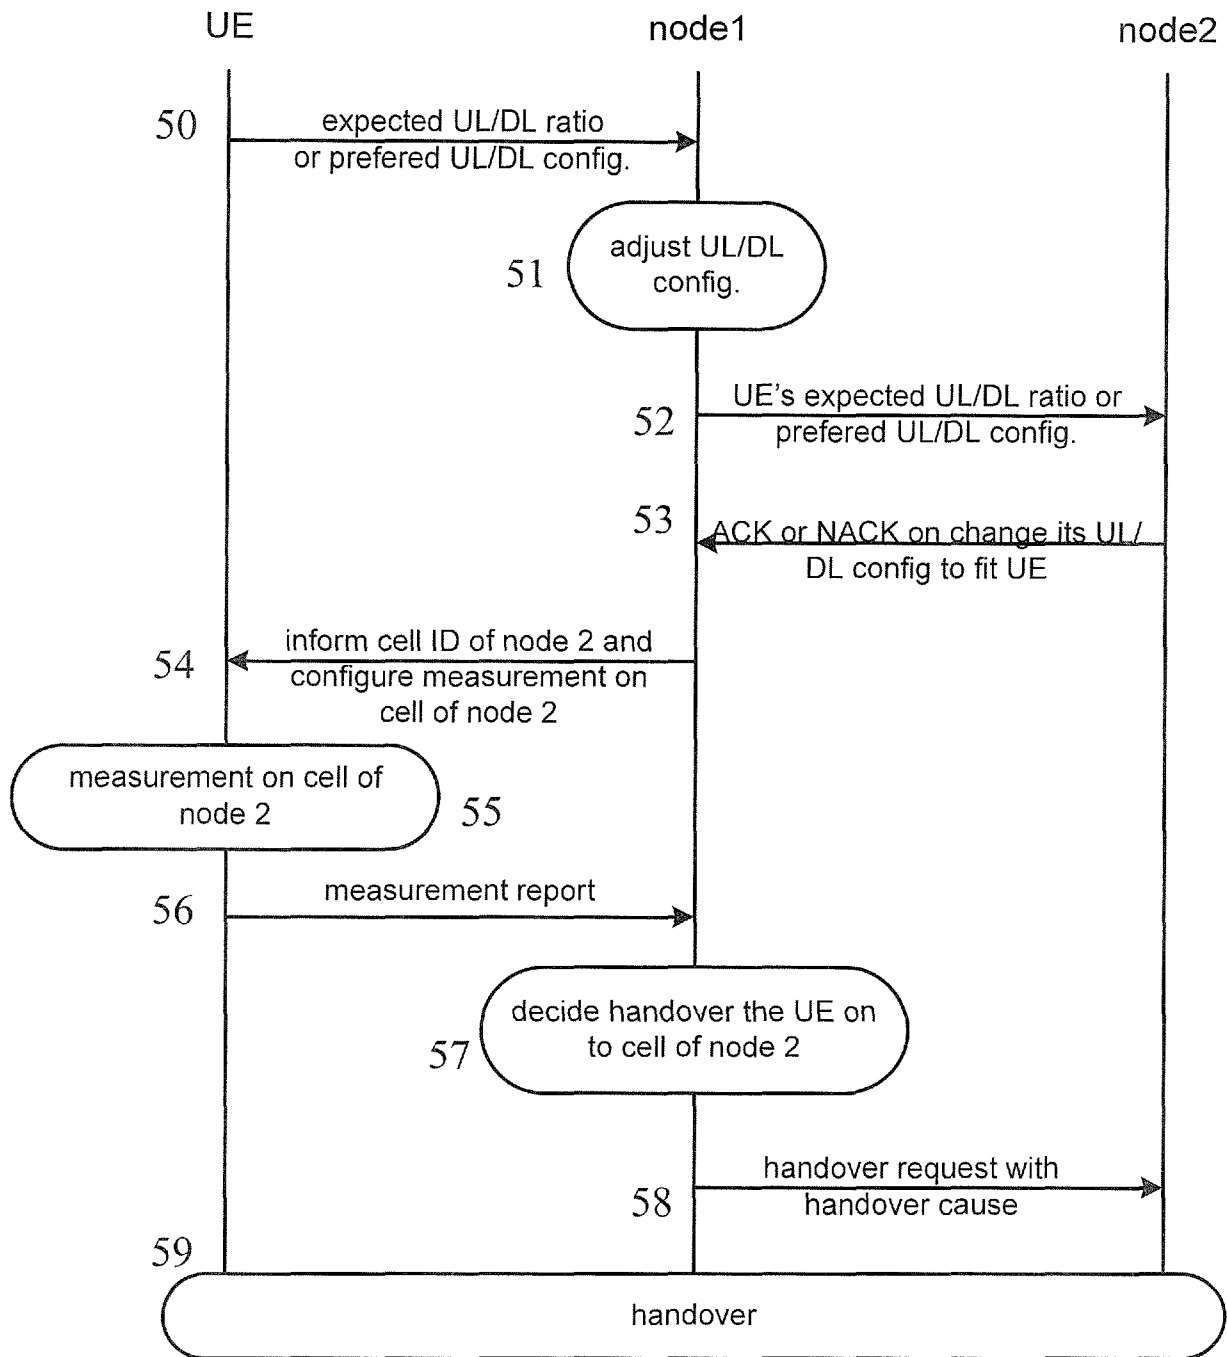 UE
node1
node2
50
expected UL/DL ratio
or prefered UL/DL config.
adjust UL/DL
config.
51
UE's expected UL/DL ratio or
prefered UL/DL config.
52
53
ACK or NACK on change its UL/
DL config to fit UE
54
inform cell ID of node 2 and
configure measurement on
cell of node 2
measurement on cell of
node 2
55
56
measurement report
decide handover the UE on
to cell of node 2
57
handover request with
handover cause
58
59
handover